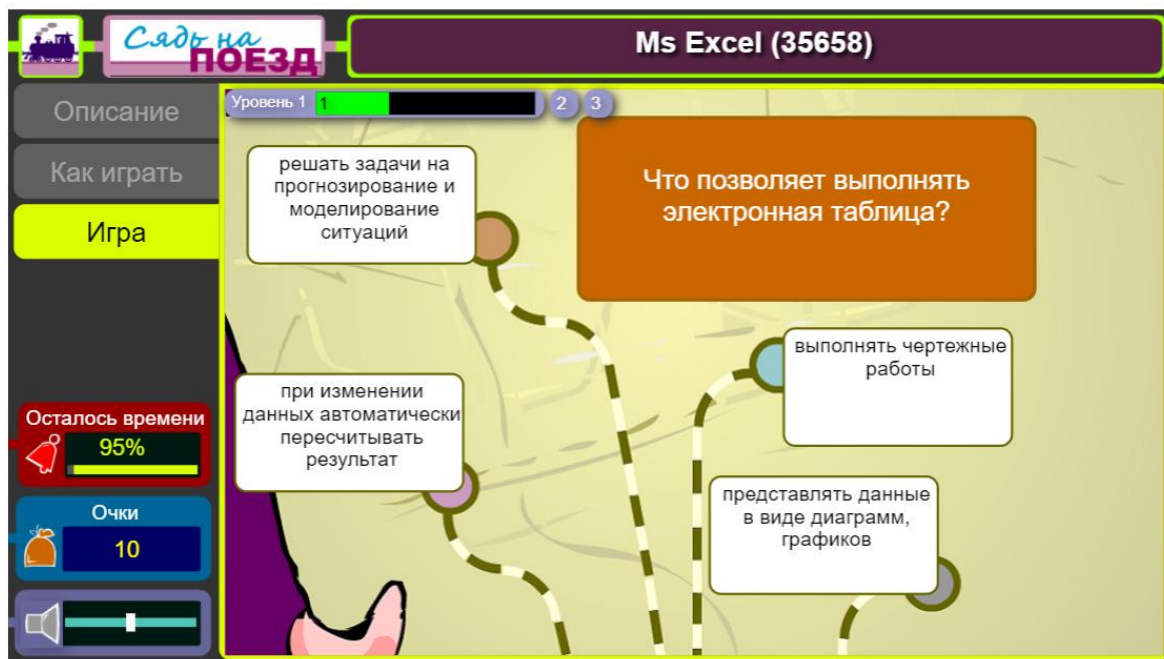 Сядь на
ПОЕЗД
Ms Excel (35658)
Описание
Как играть
Игра
Уровень 1
1
2
3
решать задачи на
прогнозирование и
моделирование
ситуаций
Что позволяет выполнять
электронная таблица?
выполнять чертежные
работы
при изменении
данных автоматически
пересчитывать
результат
представлять данные
в виде диаграмм,
графиков
Осталось времени
95%
Очки
10